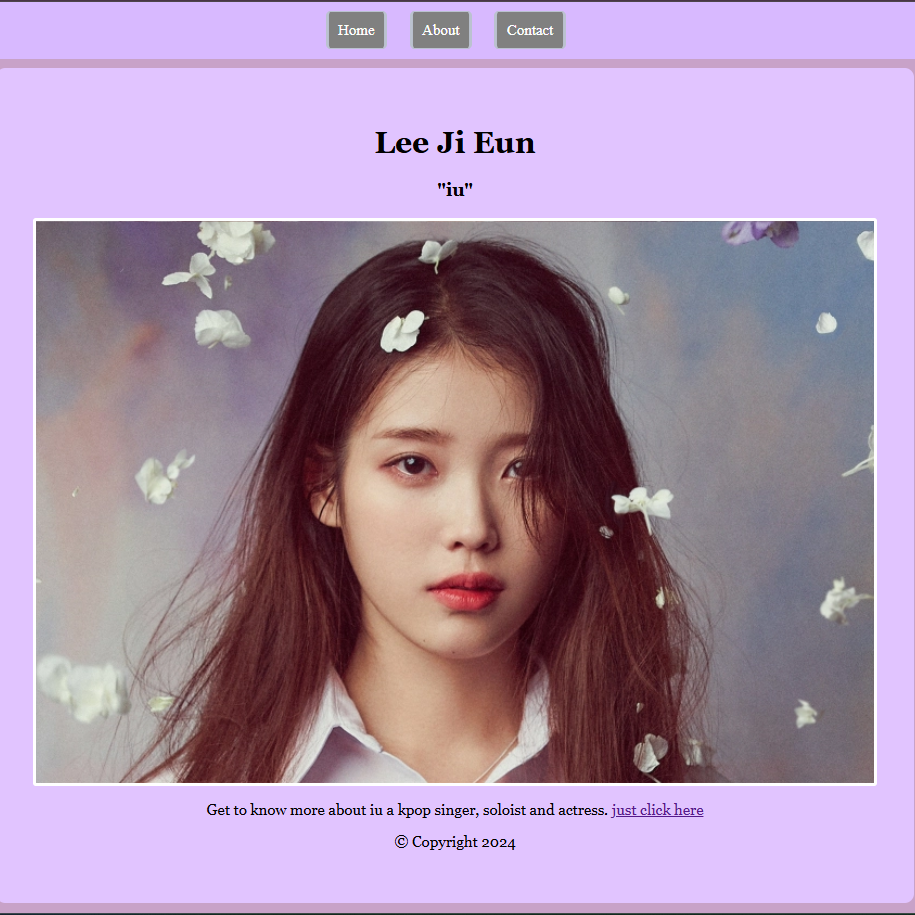 Home About Contact
Lee Ji Eun
"iu"
Get to know more about iu a kpop singer, soloist and actress. just click here
© Copyright 2024